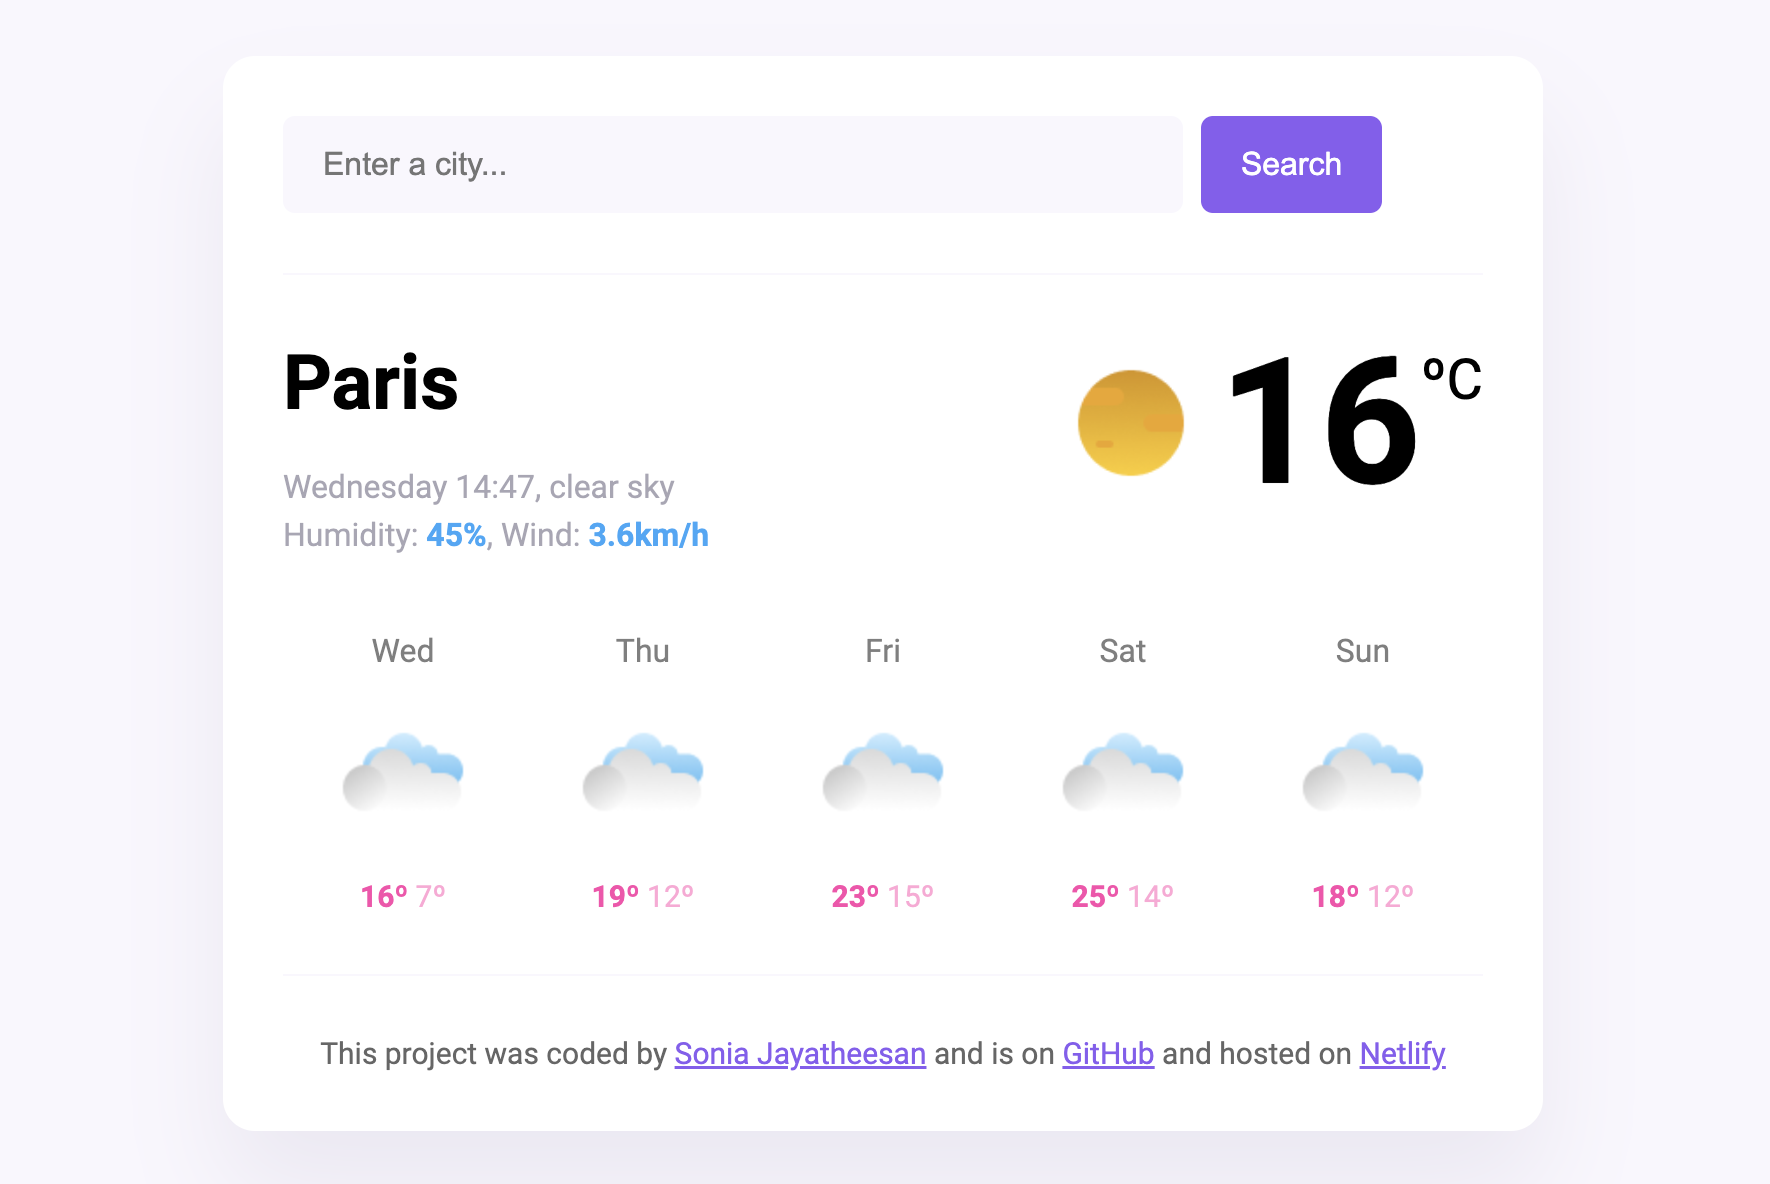 Enter a city...
Search
Paris
16 ºC
Wednesday 14:47, clear sky
Humidity: 45%, Wind: 3.6km/h
Wed Thu Fri Sat Sun
16º 7º 19º 12º 23º 15º 25º 14º 18º 12º
This project was coded by Sonia Jayatheesan and is on GitHub and hosted on Netlify